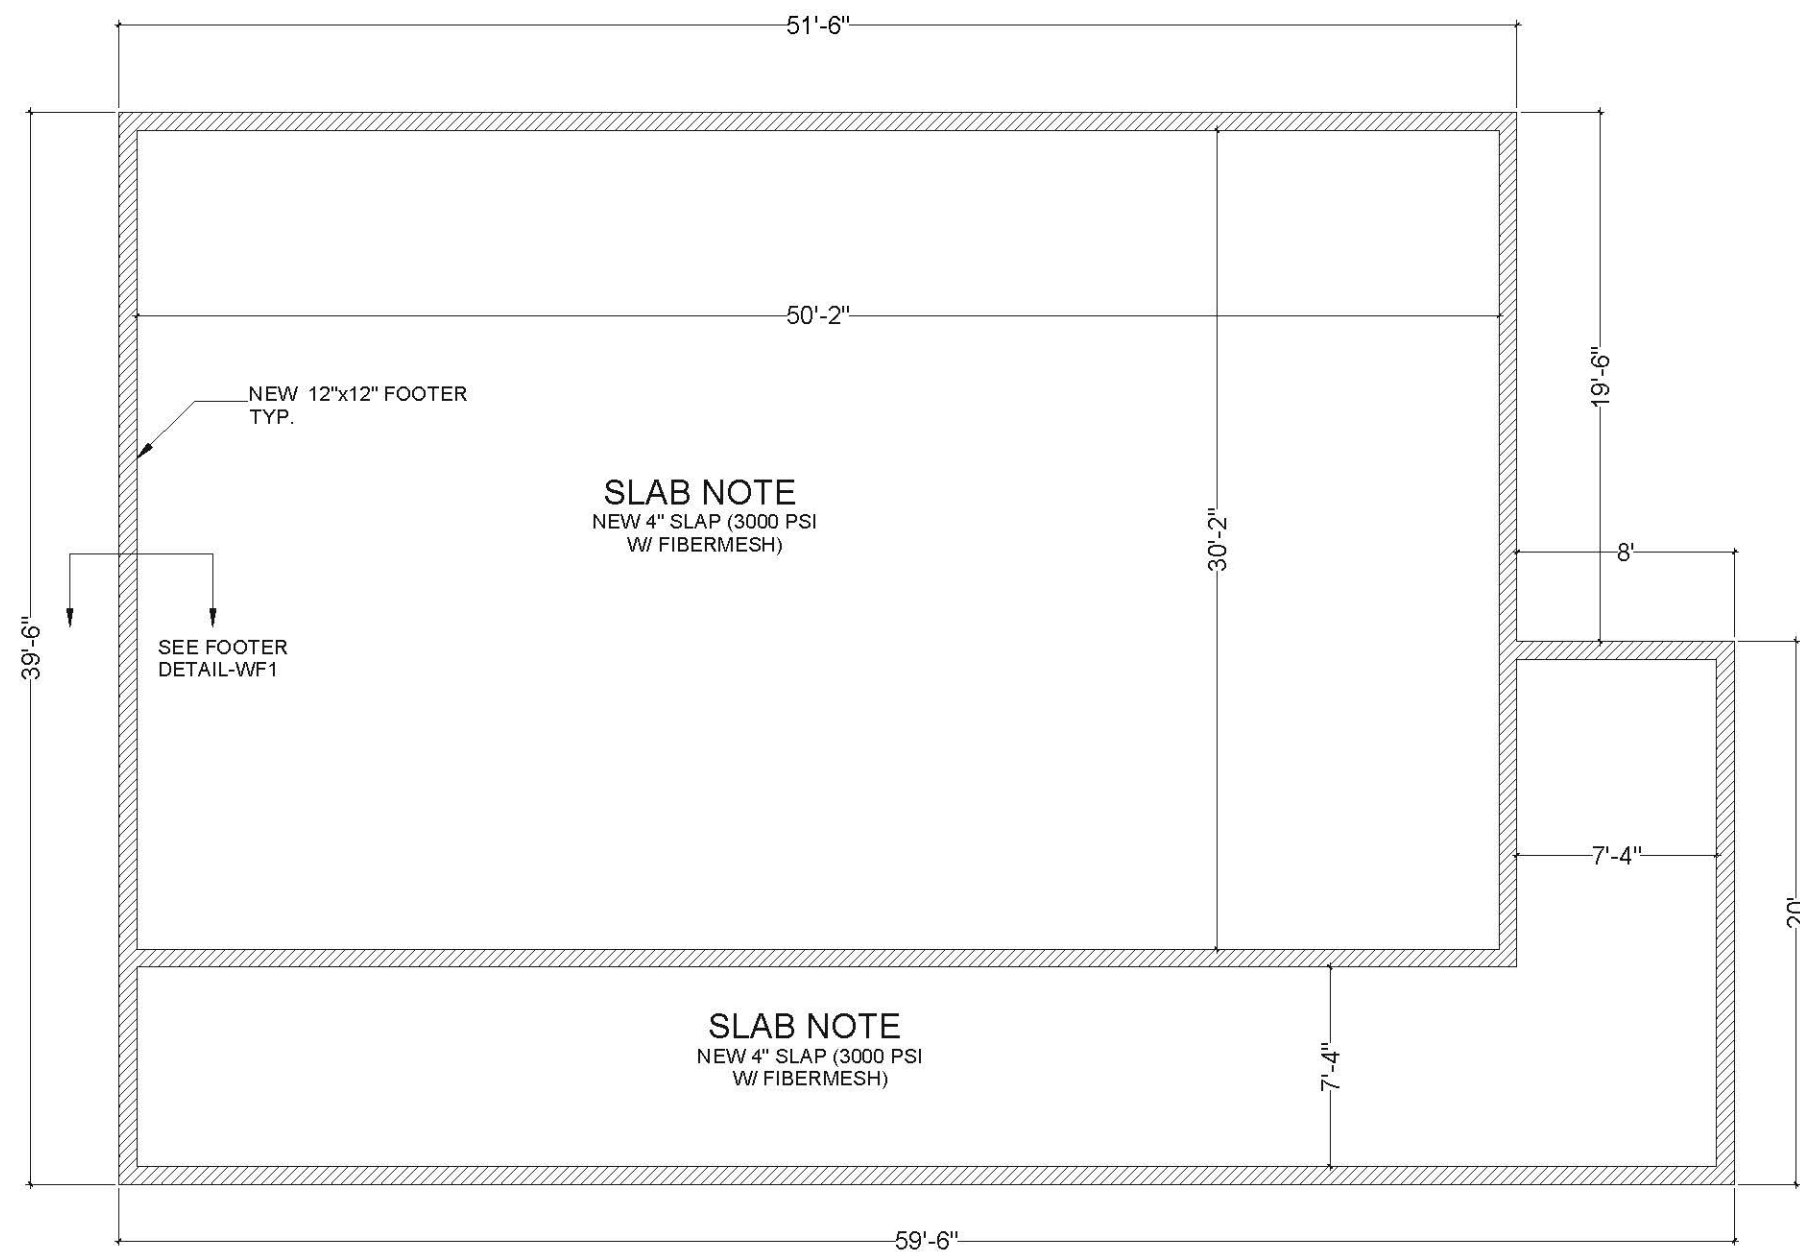 51'-6"
50'-2"
19'-6"
NEW 12"x12" FOOTER
TYP.
SLAB NOTE
NEW 4" SLAP (3000 PSI
W/ FIBERMESH)
30'-2"
8'
39'-6"
SEE FOOTER
DETAIL-WF1
7'-4"
20'
SLAB NOTE
NEW 4" SLAP (3000 PSI
W/ FIBERMESH)
7'-4"
59'-6"